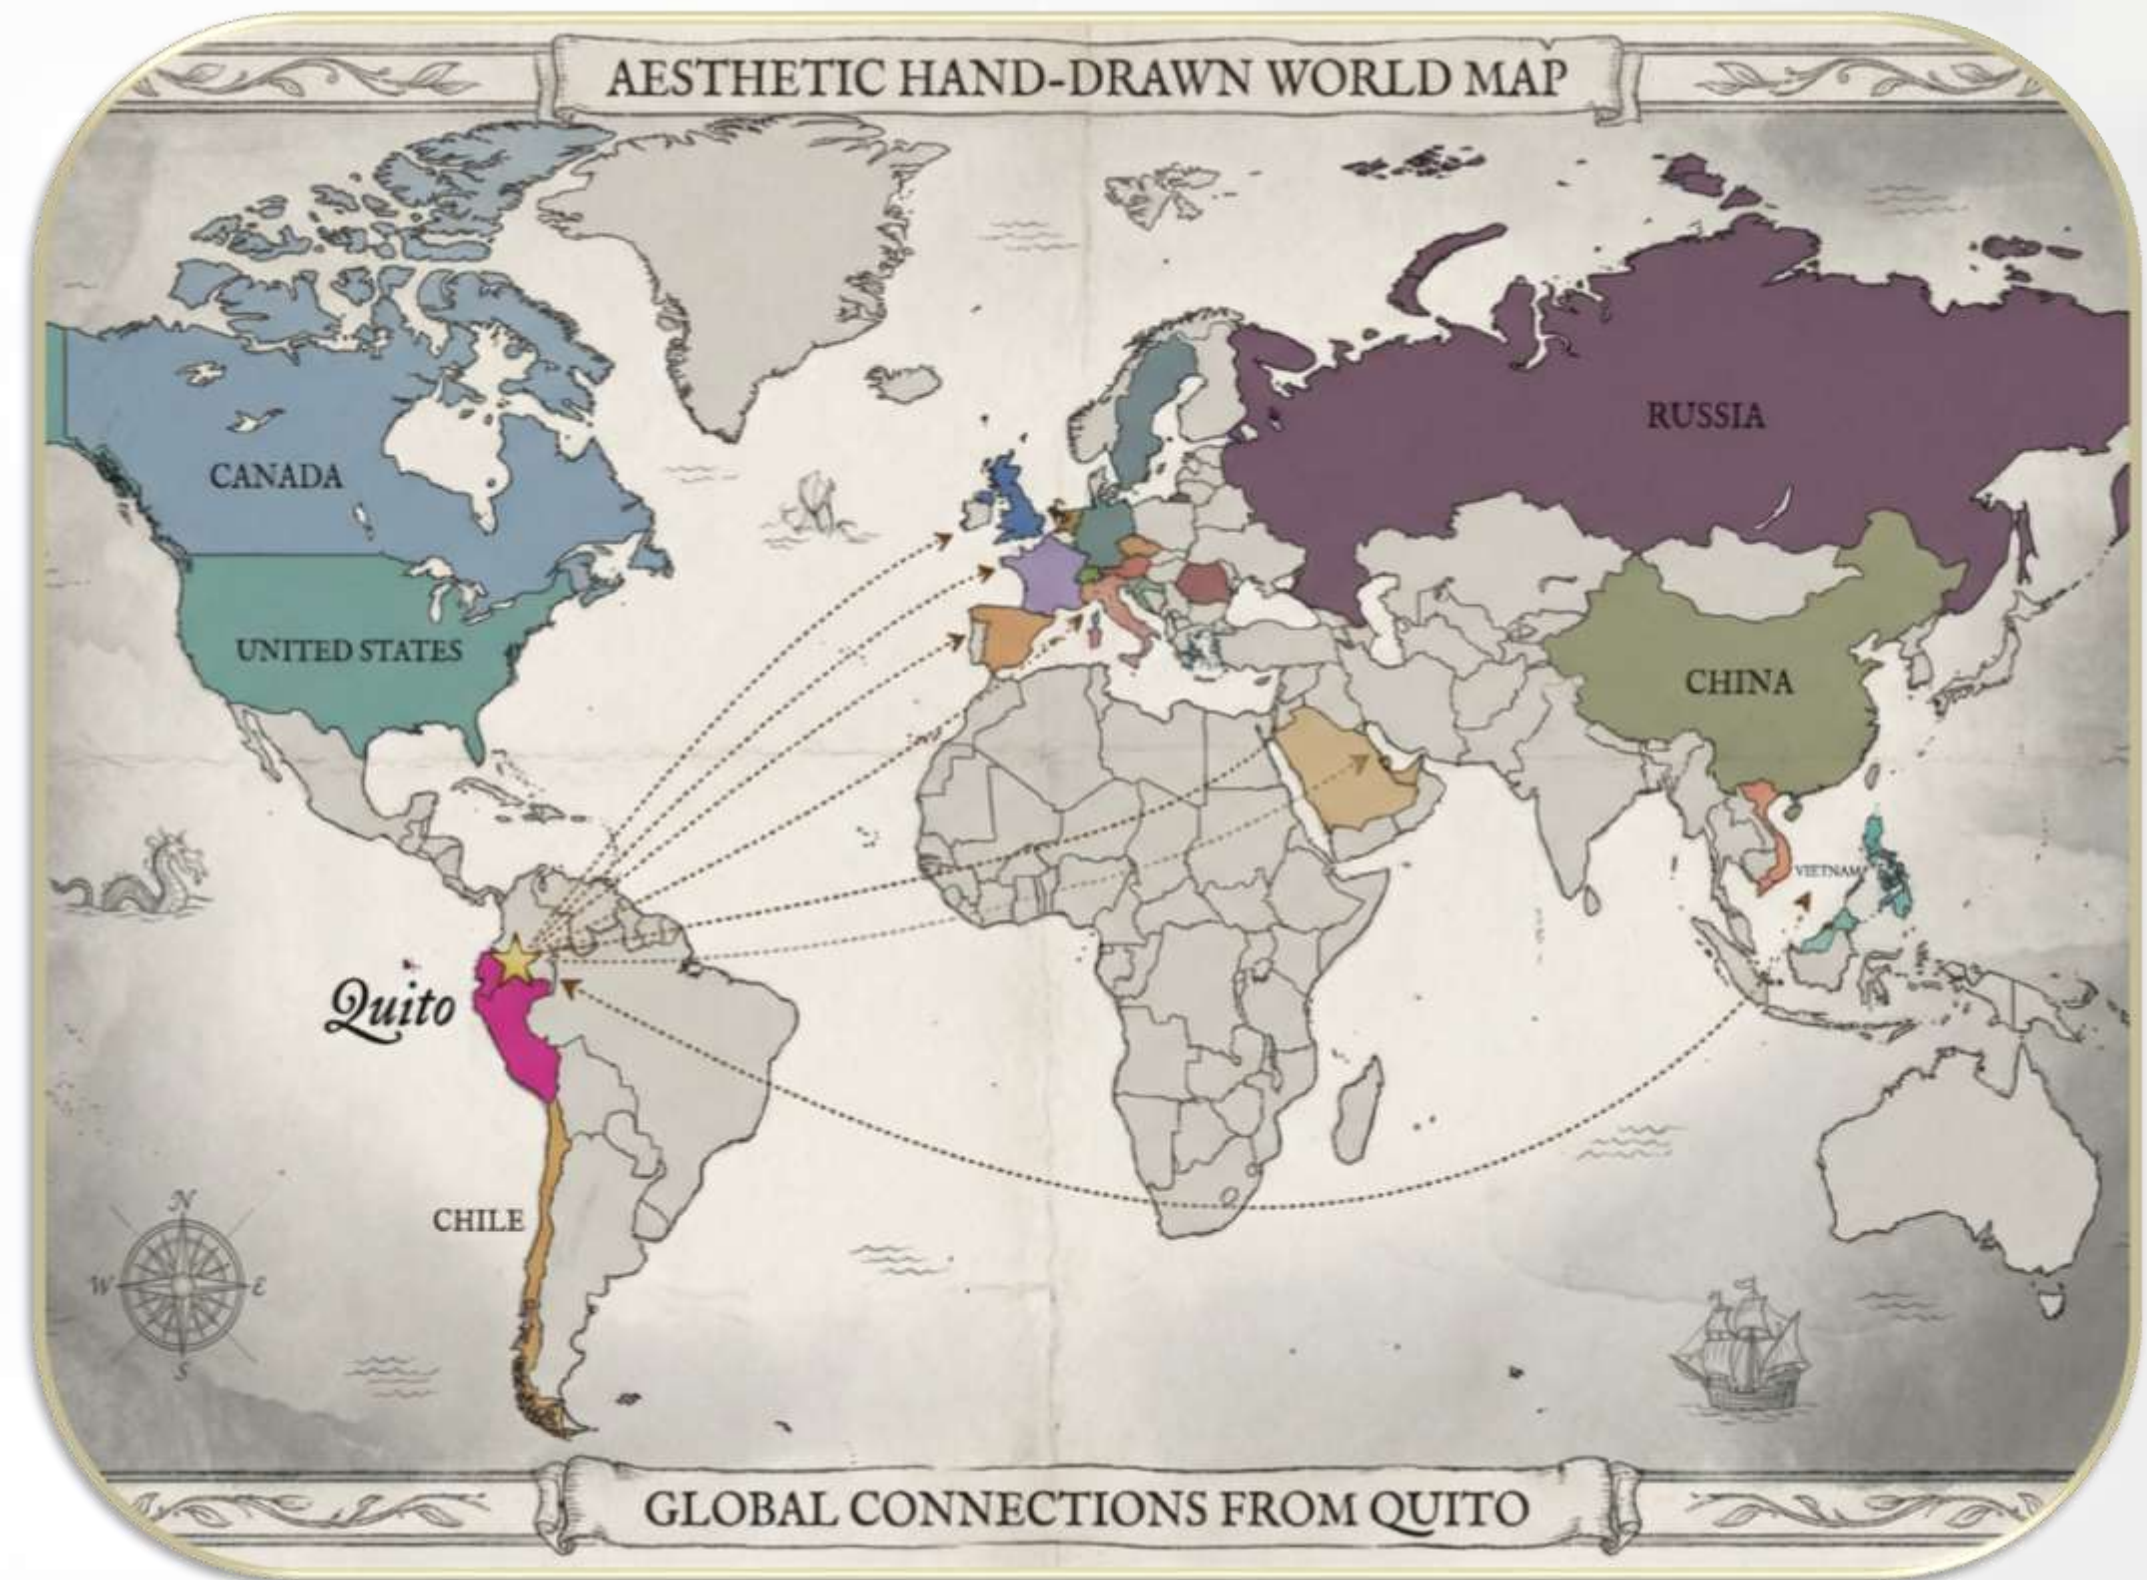 AESTHETIC HAND-DRAWN WORLD MAP
RUSSIA
CANADA
UNITED STATES
CHINA
VIETNAM
Quito
CHILE
N
W
E
S
GLOBAL CONNECTIONS FROM QUITO